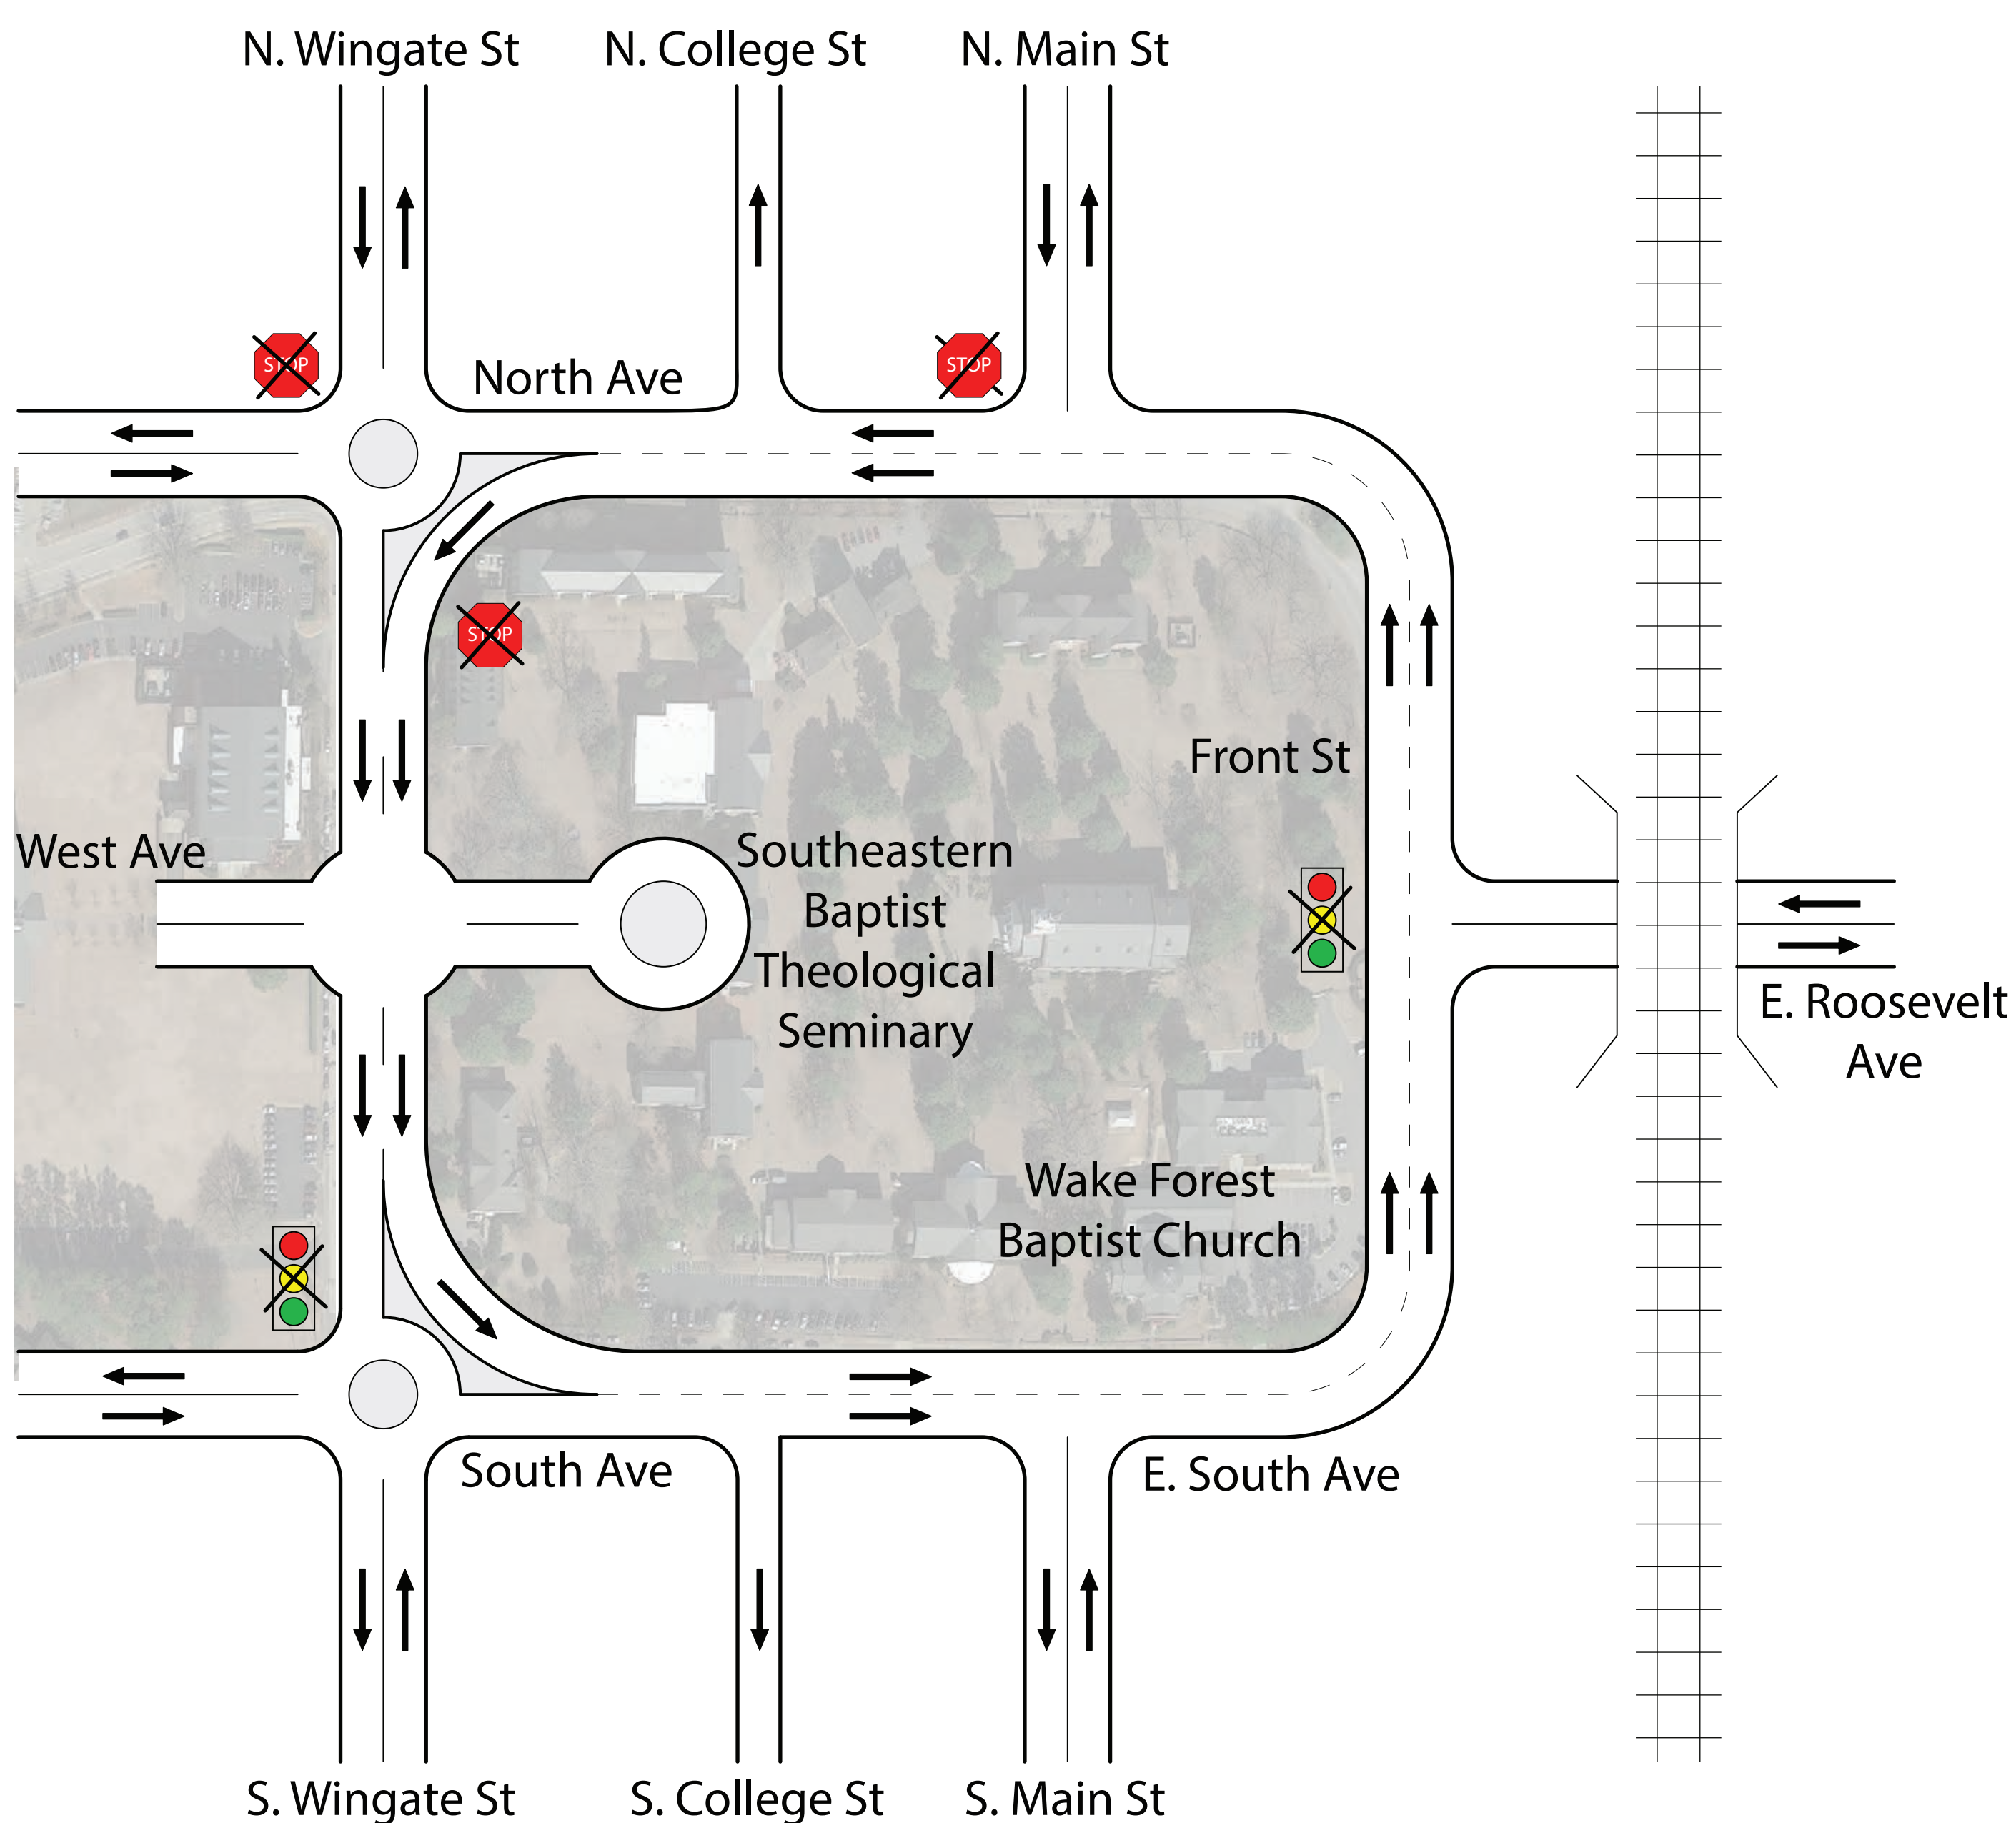 N. Wingate St
N. College St
N. Main St
STOP
STOP
North Ave
STOP
Front St
West Ave
Southeastern
Baptist
Theological
Seminary
E. Roosevelt
Ave
Wake Forest
Baptist Church
South Ave
E. South Ave
S. Wingate St
S. College St
S. Main St